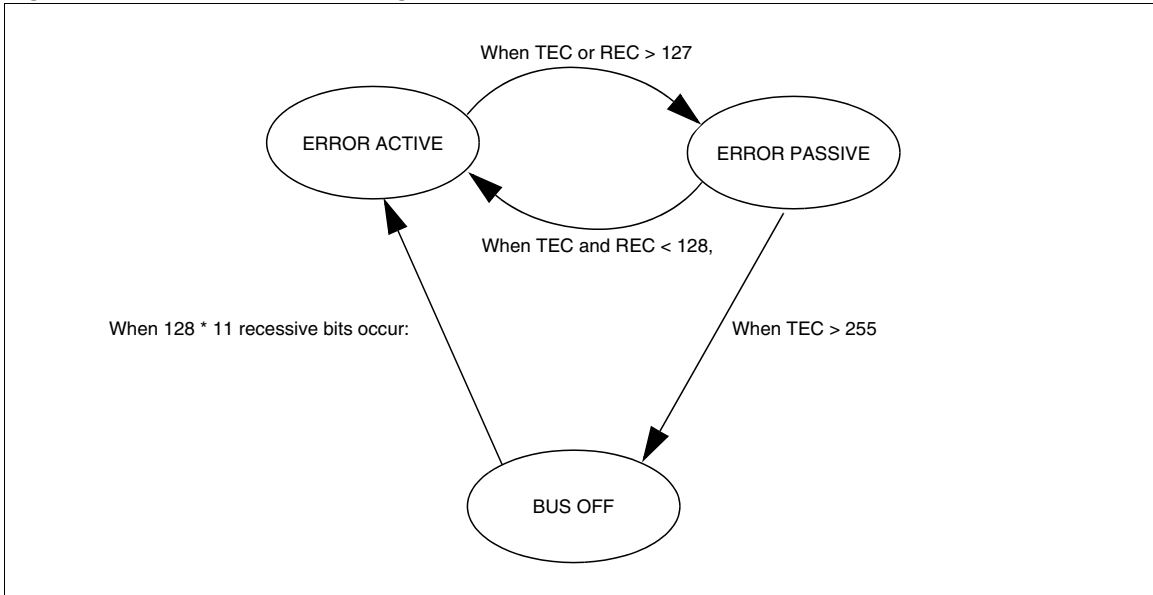 When TEC or REC > 127
ERROR ACTIVE
ERROR PASSIVE
When TEC and REC < 128,
When 128 * 11 recessive bits occur:
When TEC > 255
BUS OFF